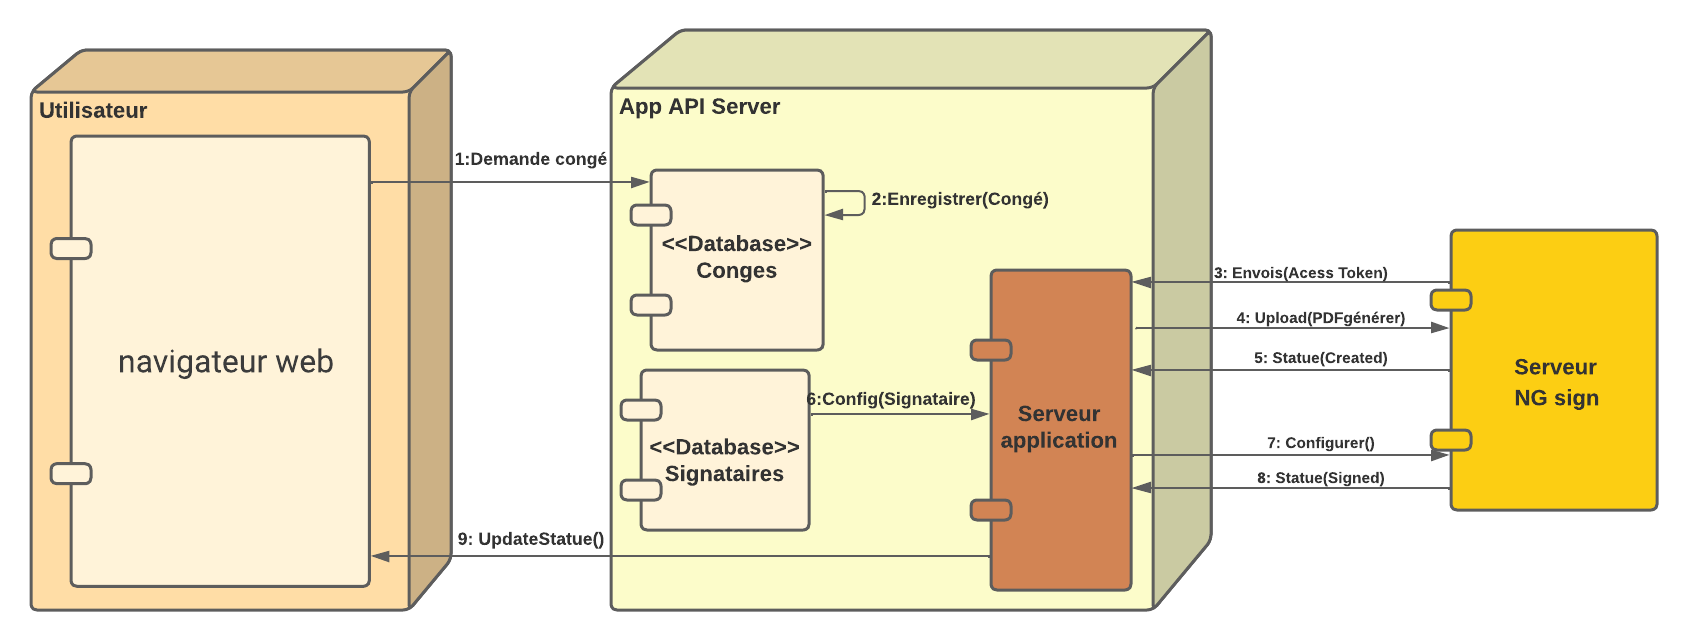 Utilisateur
navigateur web
1:Demande congé
App API Server
2:Enregistrer(Congé)
<<Database>>
Conges
<<Database>>
Signataires
6:Config(Signataire)
Serveur
application
3: Envois(Acess Token)
4: Upload(PDFgénérer)
5: Statue(Created)
7: Configurer()
8: Statue(Signed)
Serveur
NG sign
9: UpdateStatue()